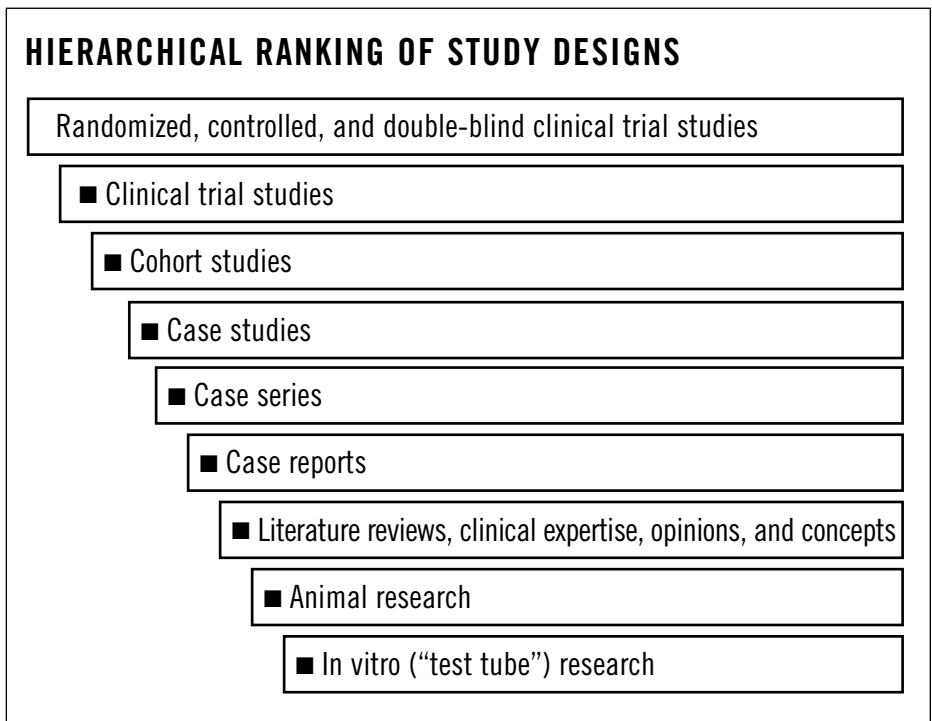 HIERARCHICAL RANKING OF STUDY DESIGNS
Randomized, controlled, and double-blind clinical trial studies
■ Clinical trial studies
■ Cohort studies
■ Case studies
■ Case series
■ Case reports
■ Literature reviews, clinical expertise, opinions, and concepts
■ Animal research
■ In vitro (“test tube”) research